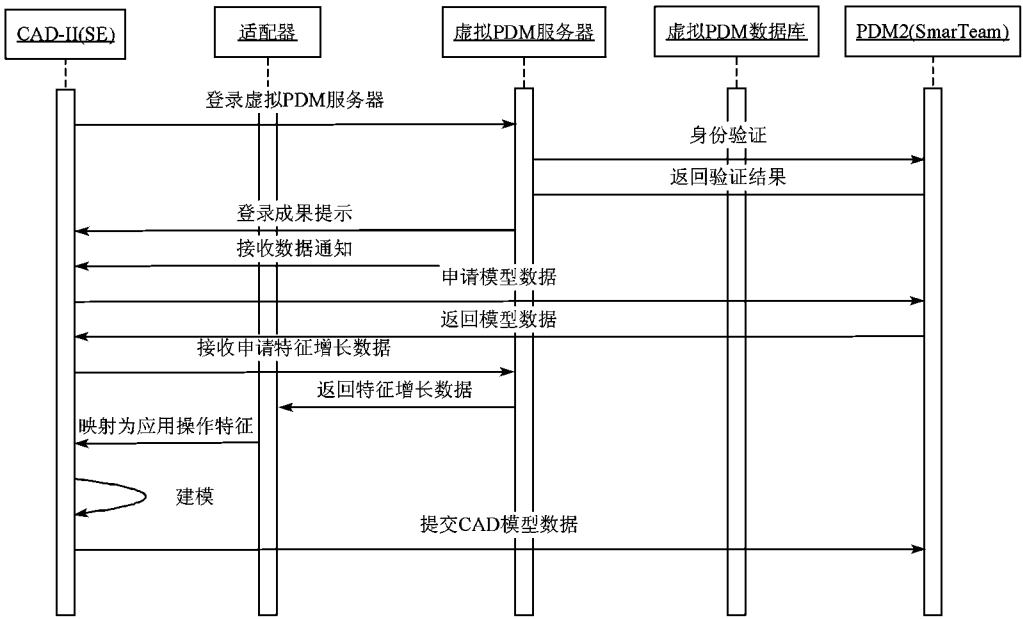 CAD-II(SE)
适配器
虚拟PDM服务器
虚拟PDM数据库
PDM2(SmarTeam)
登录虚拟PDM服务器
身份验证
返回验证结果
登录成果提示
接收数据通知
申请模型数据
返回模型数据
接收申请特征增长数据
返回特征增长数据
映射为应用操作特征
建模
提交CAD模型数据